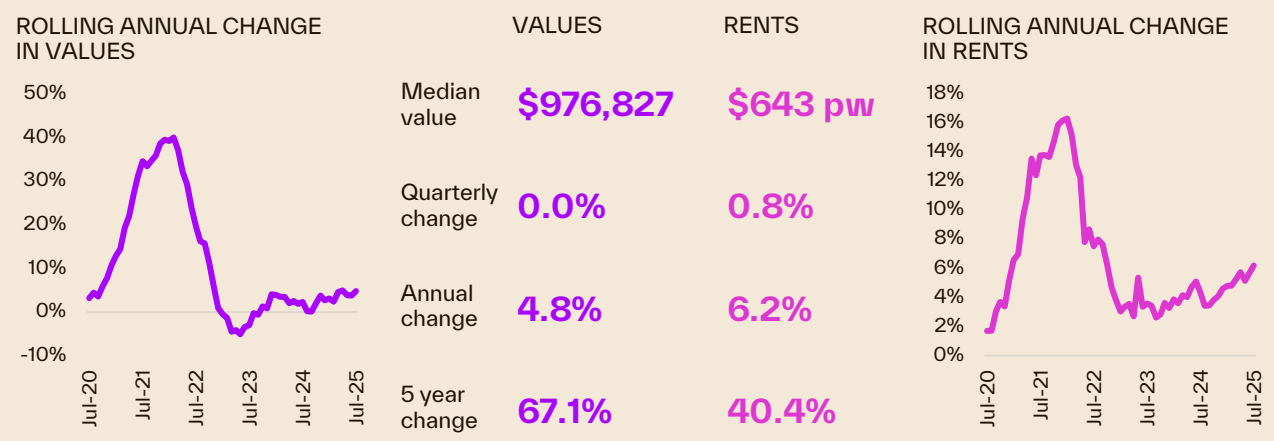 ROLLING ANNUAL CHANGE
IN VALUES
50%
40%
30%
20%
10%
0%
-10%
Jul-20
Jul-21
Jul-22
Jul-23
Jul-24
Jul-25
VALUES RENTS
Median
value
$976,827 $643 pw
Quarterly
change
0.0% 0.8%
Annual
change
4.8% 6.2%
5 year
change
67.1% 40.4%
ROLLING ANNUAL CHANGE
IN RENTS
18%
16%
14%
12%
10%
8%
6%
4%
2%
0%
Jul-20
Jul-21
Jul-22
Jul-23
Jul-24
Jul-25